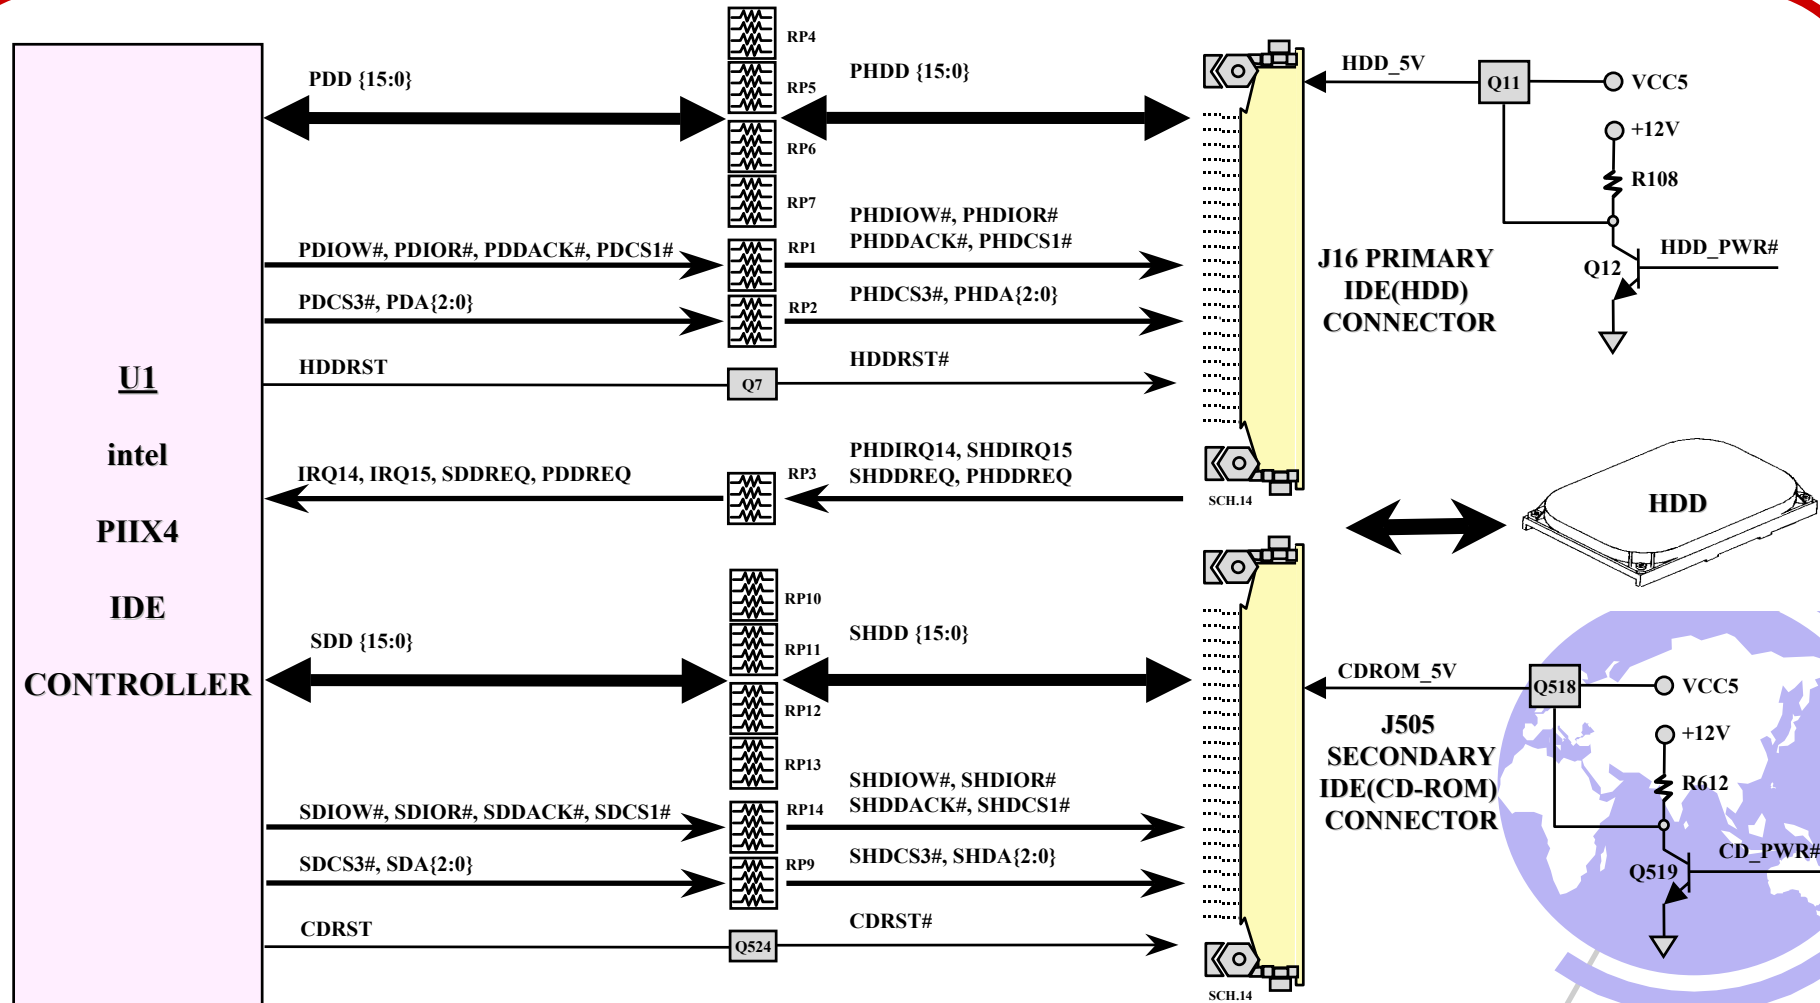 U1
intel
PIIX4
IDE
CONTROLLER
PDD {15:0}
PDIOW#, PDIOR#, PDDACK#, PDCS1#
PDCS3#, PDA{2:0}
HDDRST
IRQ14, IRQ15, SDDREQ, PDDREQ
SDD {15:0}
SDIOW#, SDIOR#, SDDACK#, SDCS1#
SDCS3#, SDA{2:0}
CDRST
RP4
RP5
RP6
RP7
RP1
RP2
Q7
RP3
RP10
RP11
RP12
RP13
RP14
RP9
Q524
PHDD {15:0}
PHDIOW#, PHDIOR#
PHDDACK#, PHDCS1#
PHDCS3#, PHDA{2:0}
HDDRST#
PHDIRQ14, SHDIRQ15
SHDDREQ, PHDDREQ
SHDD {15:0}
SHDIOW#, SHDIOR#
SHDDACK#, SHDCS1#
SHDCS3#, SHDA{2:0}
CDRST#
SCH.14
SCH.14
HDD_5V
Q11
VCC5
+12V
R108
Q12
HDD_PWR#
J16 PRIMARY
IDE(HDD)
CONNECTOR
HDD
CDROM_5V
Q518
VCC5
+12V
R612
Q519
CD_PWR#
J505
SECONDARY
IDE(CD-ROM)
CONNECTOR